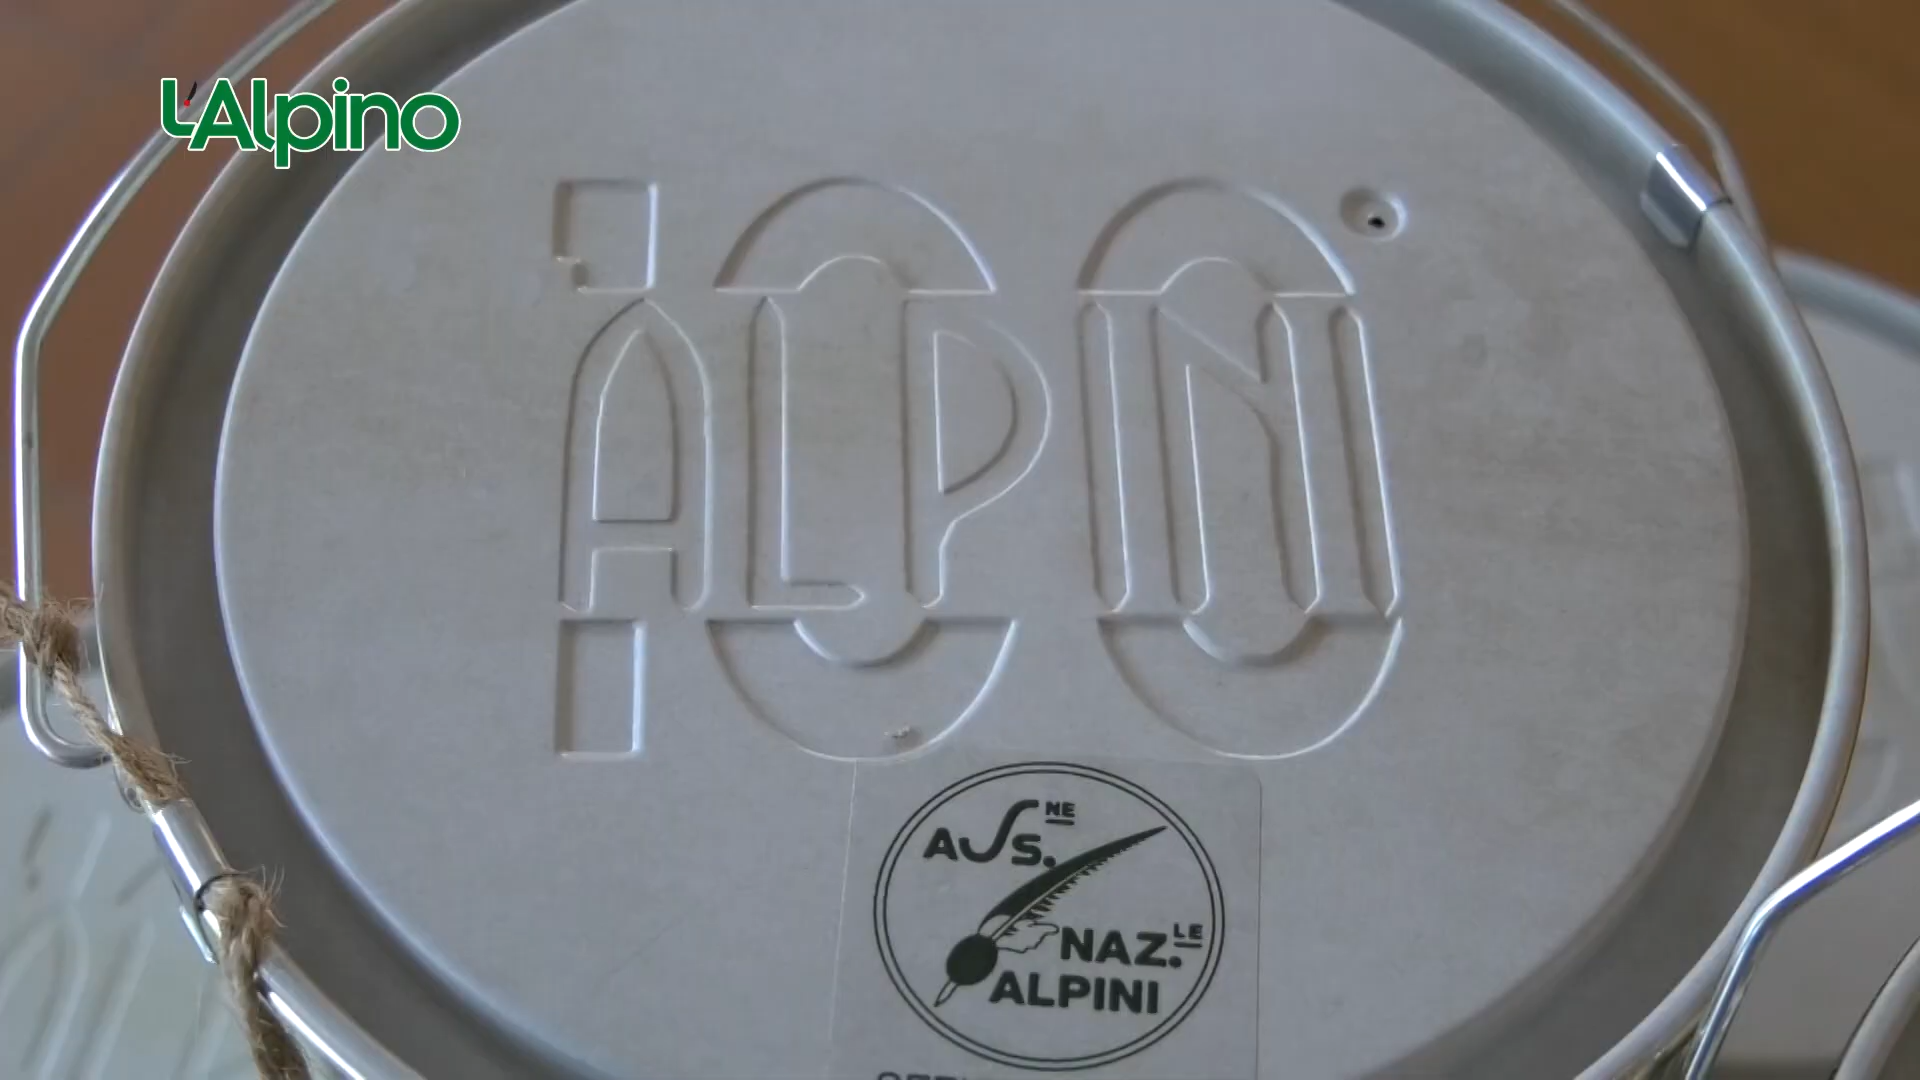 L'Alpino
100°
ALPINI
ASS.NE
NAZ.LE
ALPINI